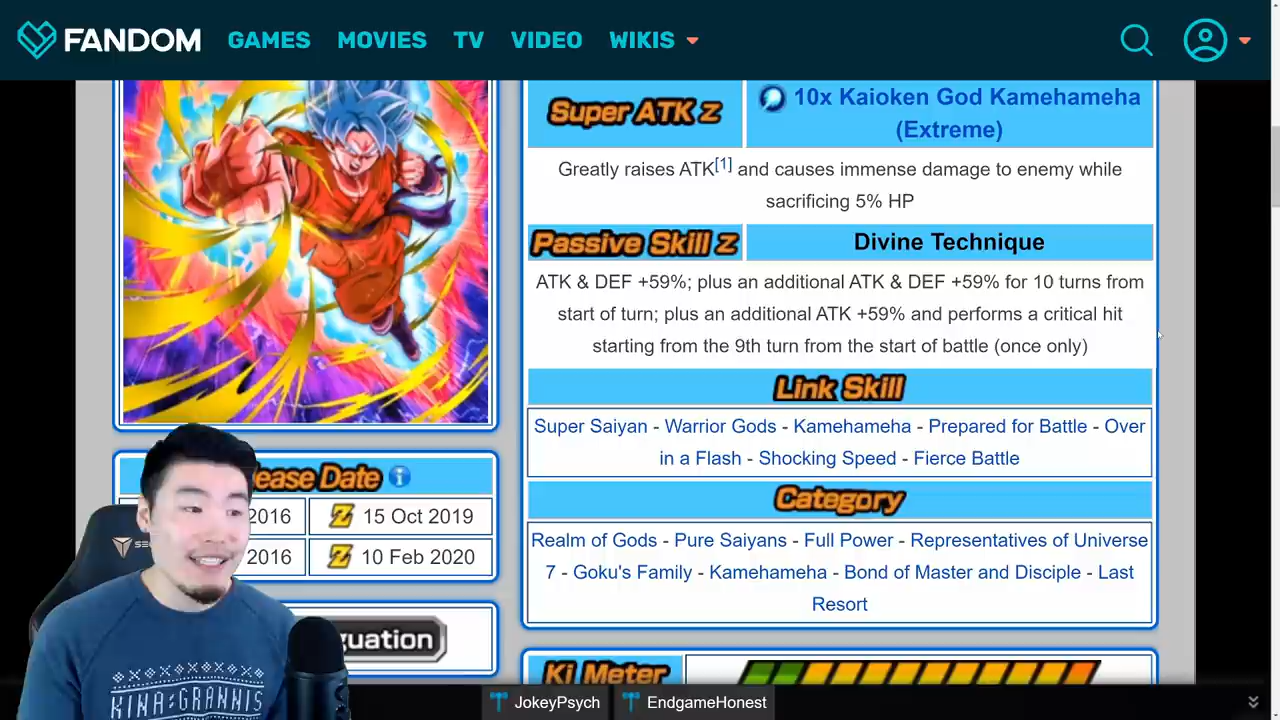 FANDOM GAMES MOVIES TV VIDEO WIKIS
Super ATK Z
10x Kaioken God Kamehameha
(Extreme)
Greatly raises ATK[1] and causes immense damage to enemy while
sacrificing 5% HP
Passive Skill Z
Divine Technique
ATK & DEF +59%; plus an additional ATK & DEF +59% for 10 turns from
start of turn; plus an additional ATK +59% and performs a critical hit
starting from the 9th turn from the start of battle (once only)
Link Skill
Super Saiyan - Warrior Gods - Kamehameha - Prepared for Battle - Over
in a Flash - Shocking Speed - Fierce Battle
Category
Realm of Gods - Pure Saiyans - Full Power - Representatives of Universe
7 - Goku's Family - Kamehameha - Bond of Master and Disciple - Last
Resort
Ki Meter
ease Date
2016 Z 15 Oct 2019
2016 Z 10 Feb 2020
uation
KINA:GRANNIS
JokeyPsych EndgameHonest